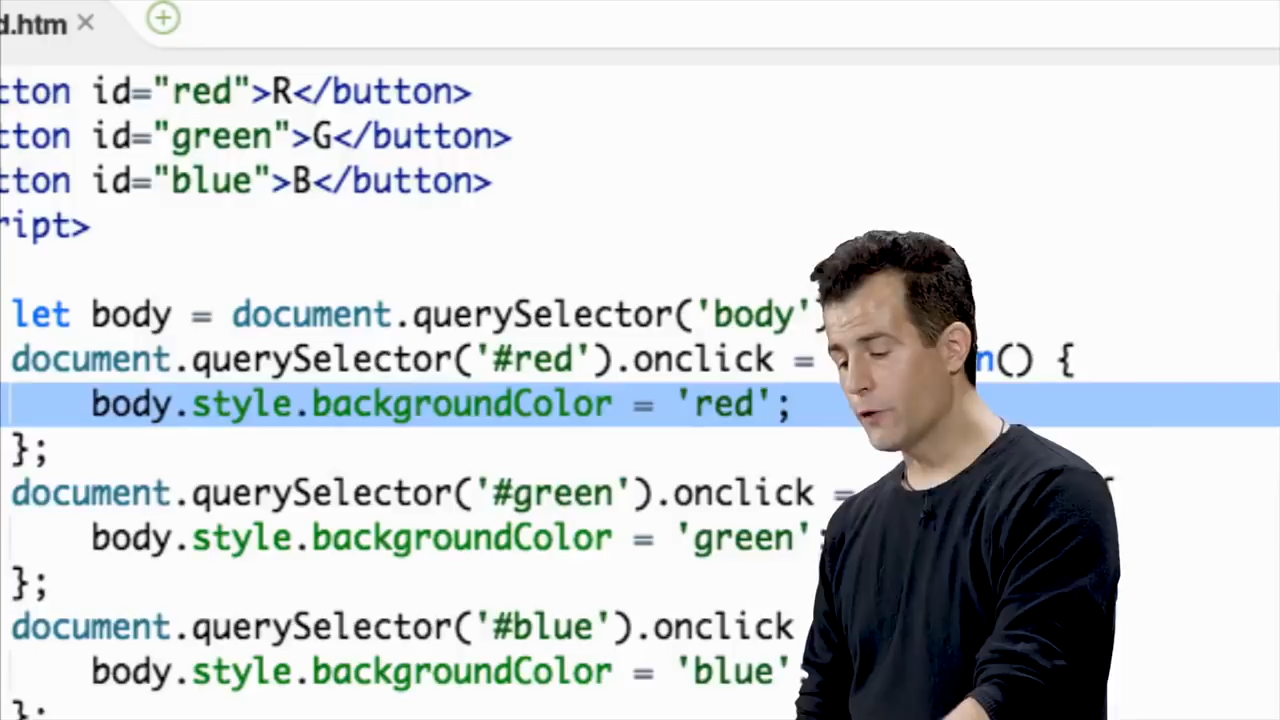 d.htm ×
tton id="red">R</button>
tton id="green">G</button>
tton id="blue">B</button>
ript>
let body = document.querySelector('body')
document.querySelector('#red').onclick = n() {
body.style.backgroundColor = 'red';
};
document.querySelector('#green').onclick = {
body.style.backgroundColor = 'green';
};
document.querySelector('#blue').onclick
body.style.backgroundColor = 'blue'
};